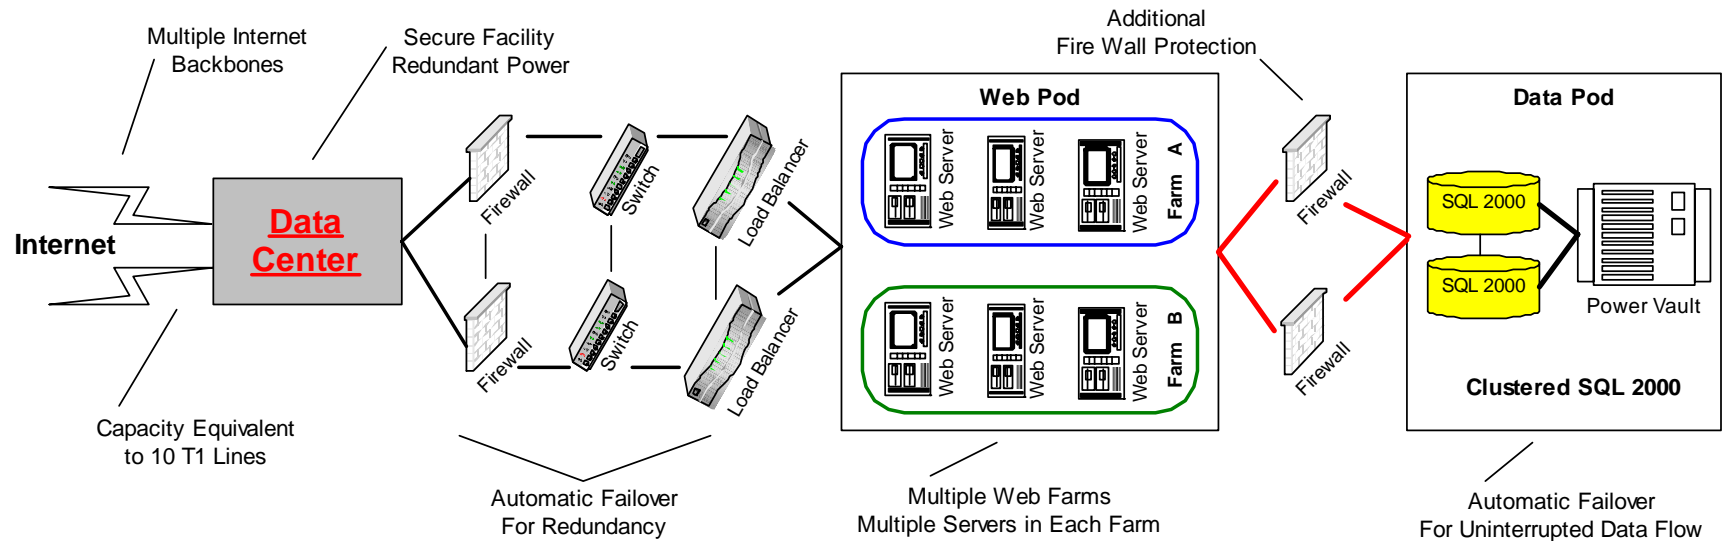 Multiple Internet
Backbones
Secure Facility
Redundant Power
Additional
Fire Wall Protection
Internet
Data
Center
Firewall
Switch
Load Balancer
Firewall
Switch
Load Balancer
Web Pod
Web Server
Web Server
Web Server
Farm A
Web Server
Web Server
Web Server
Farm B
Firewall
Firewall
Data Pod
SQL 2000
SQL 2000
Power Vault
Clustered SQL 2000
Capacity Equivalent
to 10 T1 Lines
Automatic Failover
For Redundancy
Multiple Web Farms
Multiple Servers in Each Farm
Automatic Failover
For Uninterrupted Data Flow